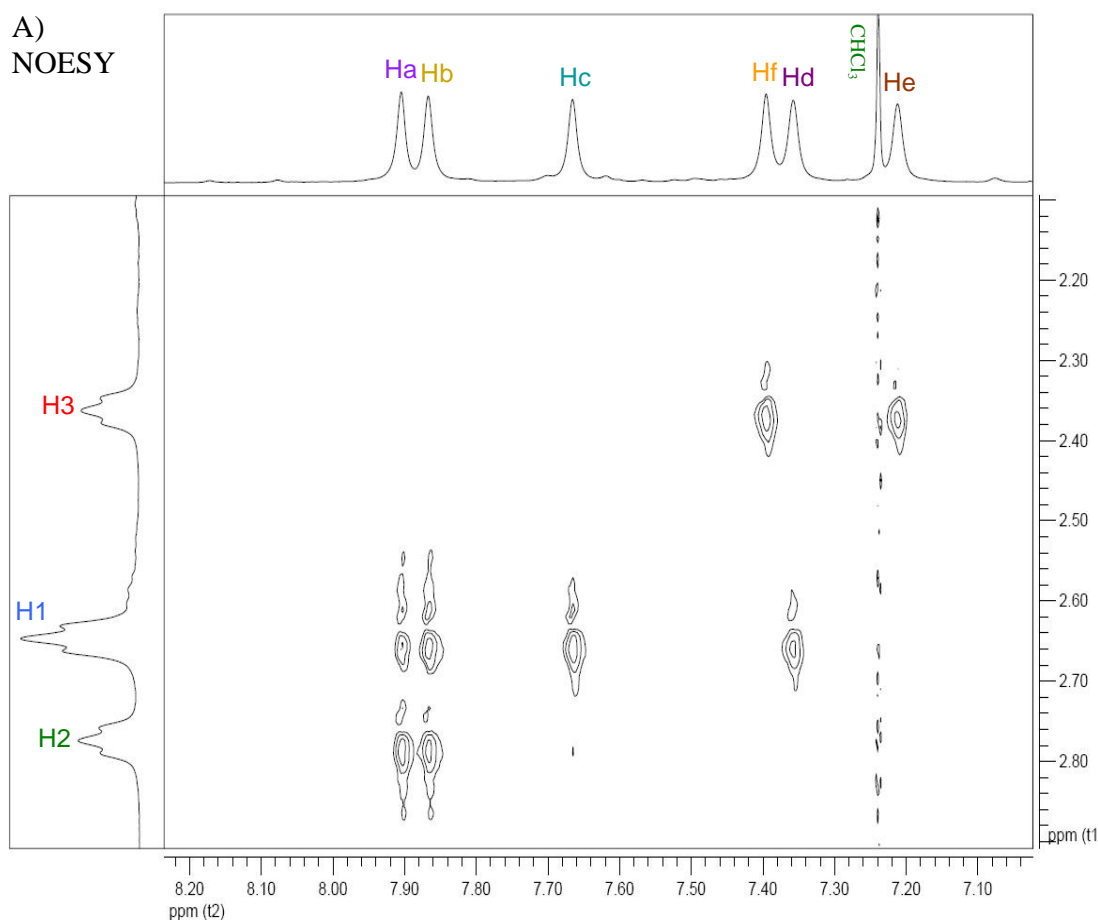 A)
NOESY
Ha
Hb
Hc
Hf
Hd
CHCl₃
He
H3
H1
H2
2.20
2.30
2.40
2.50
2.60
2.70
2.80
ppm (t1
8.20 8.10 8.00 7.90 7.80 7.70 7.60 7.50 7.40 7.30 7.20 7.10
ppm (t2)